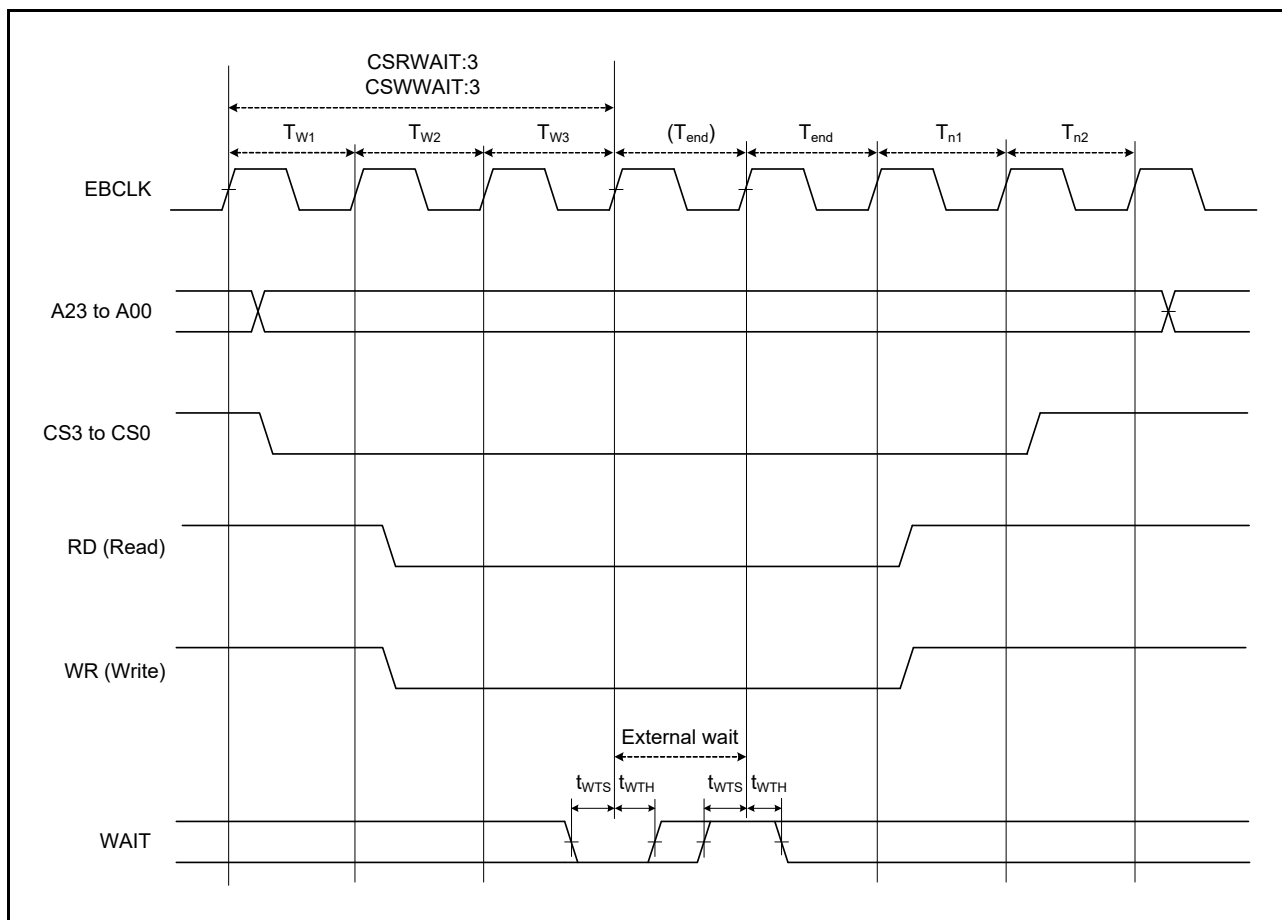 CSRWAIT:3
CSWWAIT:3
TW1 TW2 TW3 (Tend) Tend Tn1 Tn2
EBCLK
A23 to A00
CS3 to CS0
RD (Read)
WR (Write)
External wait
tWTS tWTH tWTS tWTH
WAIT